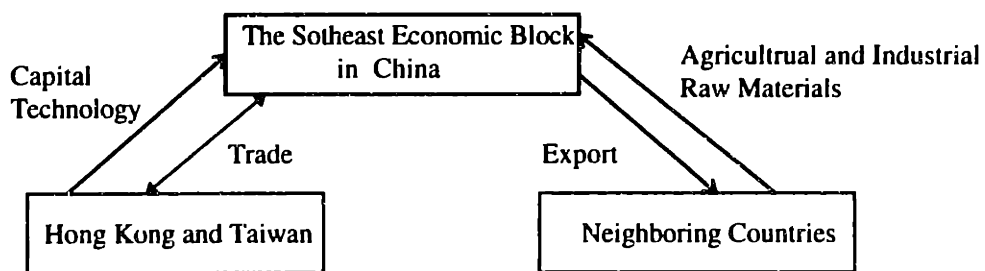 The Sotheast Economic Block
in China
Capital
Technology
Agricultrual and Industrial
Raw Materials
Trade
Export
Hong Kung and Taiwan
Neighboring Countries